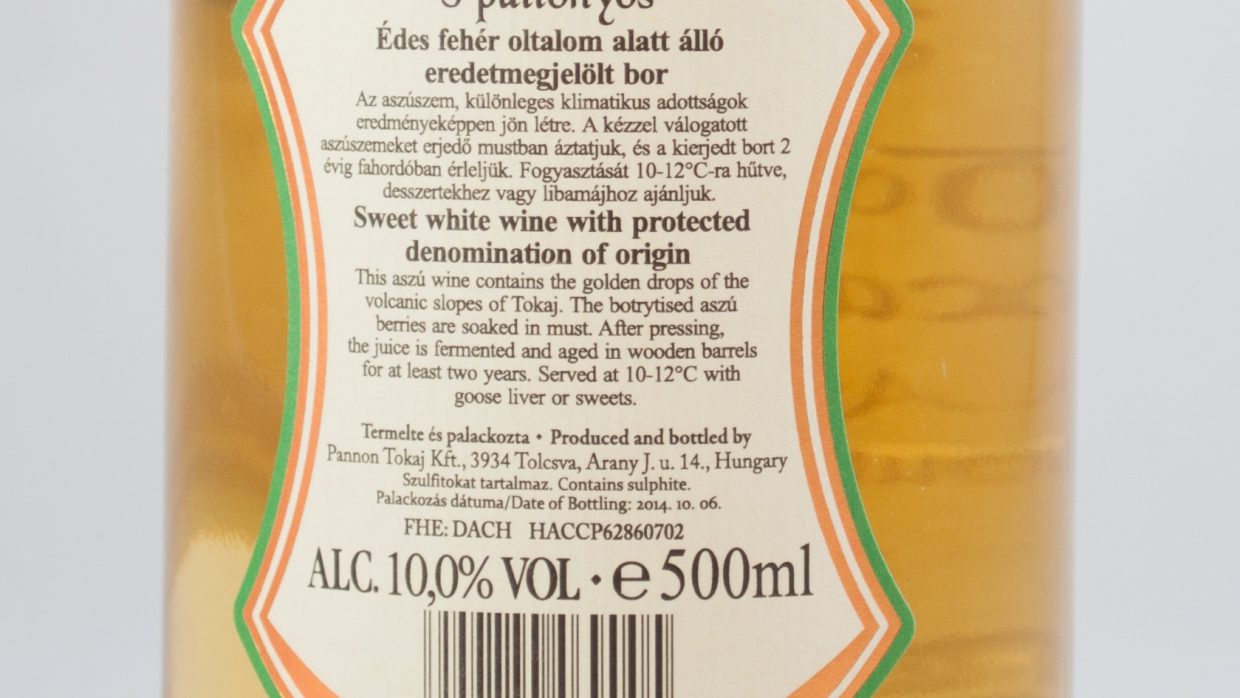 puttonyos
Édes fehér oltalom alatt álló
eredetmegjelölt bor
Az aszúszem, különleges klimatikus adottságok
eredményeképpen jön létre. A kézzel válogatott
aszúszemeket erjedő mustban áztatjuk, és a kierjedt bort 2
évig fahordóban érleljük. Fogyasztását 10-12°C-ra hűtve,
desszertekhez vagy libamájhoz ajánljuk.
Sweet white wine with protected
denomination of origin
This aszú wine contains the golden drops of the
volcanic slopes of Tokaj. The botrytised aszú
berries are soaked in must. After pressing,
the juice is fermented and aged in wooden barrels
for at least two years. Served at 10-12°C with
goose liver or sweets.
Termelte és palackozta • Produced and bottled by
Pannon Tokaj Kft., 3934 Tolcsva, Arany J. u. 14., Hungary
Szulfitokat tartalmaz. Contains sulphite.
Palackozás dátuma/Date of Bottling: 2014. 10. 06.
FHE: DACH HACCP62860702
ALC. 10,0% VOL • e 500ml